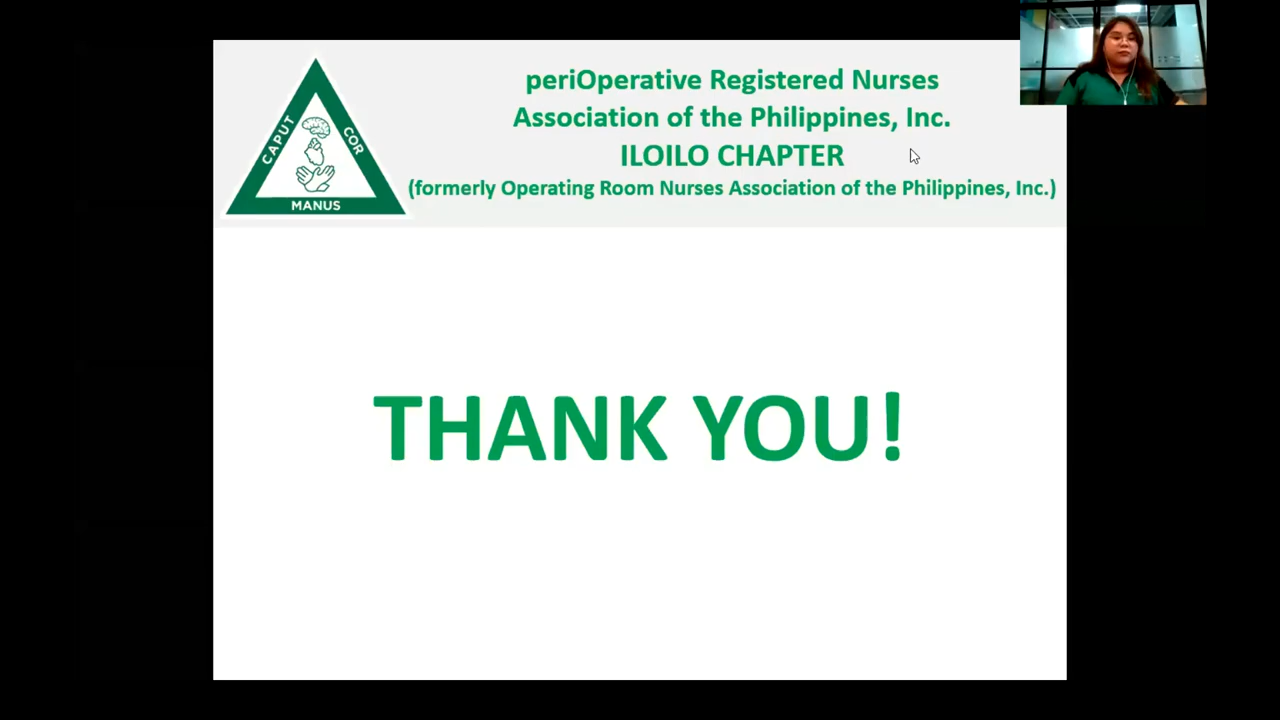 periOperative Registered Nurses
Association of the Philippines, Inc.
ILOILO CHAPTER
(formerly Operating Room Nurses Association of the Philippines, Inc.)
CAPUT
COR
MANUS
THANK YOU!